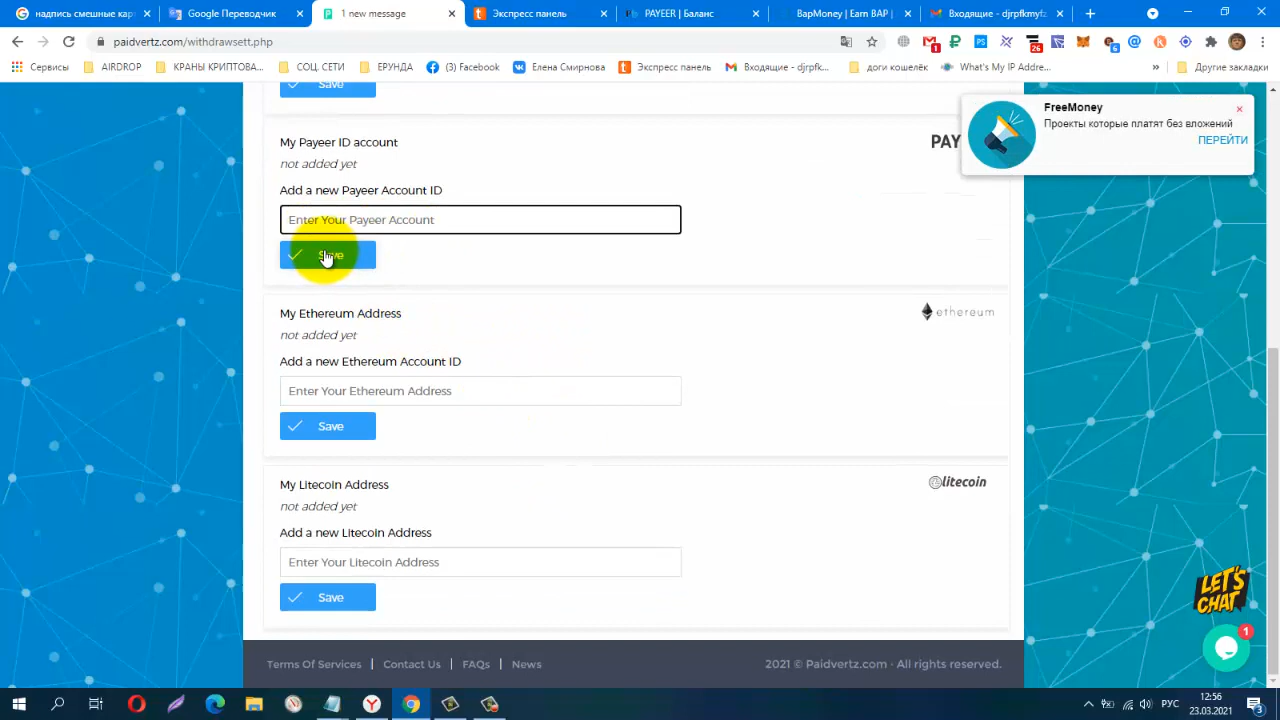 надпись смешные карт
Google Переводчик
1 new message
Экспресс панель
PAYEER | Баланс
BapMoney | Earn BAP |
Входящие - djrpfkmyfz
paidvertz.com/withdrawsett.php
1
26
6
Сервисы
AIRDROP
КРАНЫ КРИПТОВА...
СОЦ. СЕТИ
ЕРУНДА
(3) Facebook
Елена Смирнова
Экспресс панель
Входящие - djrpfk...
доги кошелёк
What's My IP Addre...
»
Другие закладки
Save
FreeMoney
Проекты которые платят без вложений
ПЕРЕЙТИ
My Payeer ID account
PAY
not added yet
Add a new Payeer Account ID
Enter Your Payeer Account
Save
My Ethereum Address
ethereum
not added yet
Add a new Ethereum Account ID
Enter Your Ethereum Address
Save
My Litecoin Address
litecoin
not added yet
Add a new Litecoin Address
Enter Your Litecoin Address
Save
LET'S CHAT
1
Terms Of Services | Contact Us | FAQs | News
2021 © Paidvertz.com · All rights reserved.
РУС
12:56
23.03.2021
3